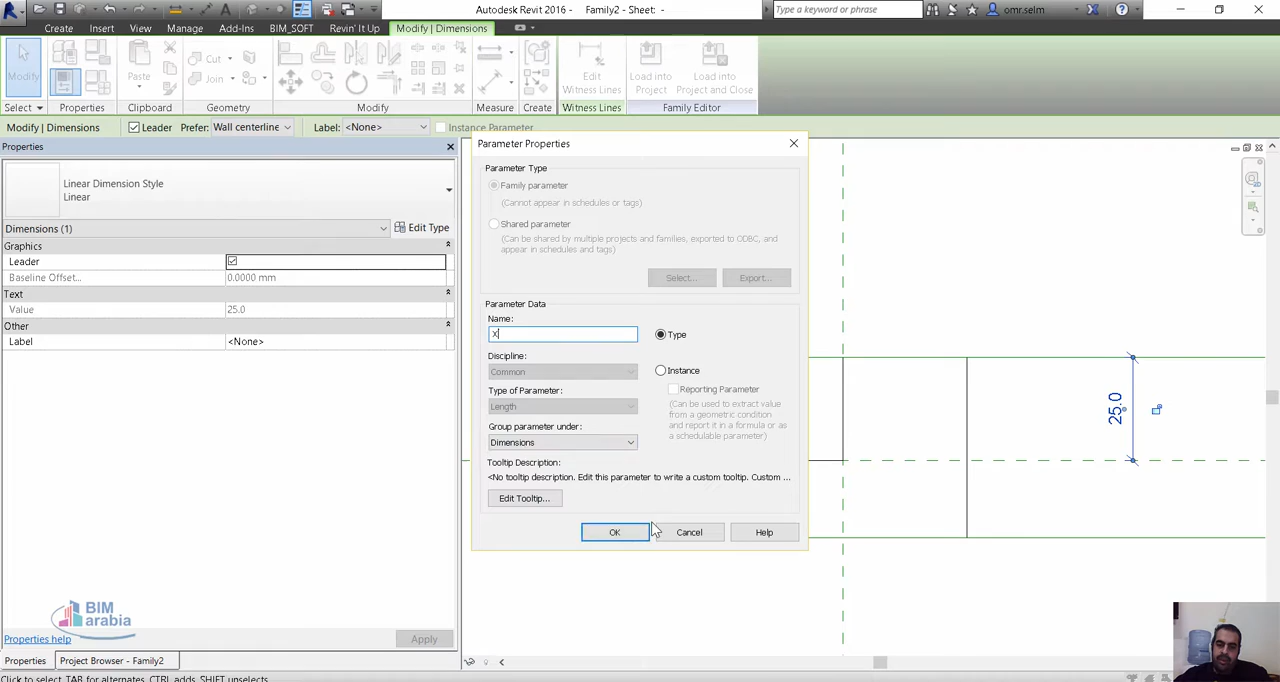 Autodesk Revit 2016 -    Family2 -
Type a keyword or phrase
omr.selm
Create Insert View Manage Add-Ins BIM_SOFT Revin' It Up Modify | Dimensions
Modify
Paste
Cut
Join
Edit Witness Lines
Load into Project
Load into Project and Close
Select Properties Clipboard Geometry Modify Measure Create Witness Lines Family Editor
Modify | Dimensions Leader Prefer: Wall centerline Label: <None> Instance Parameter
Properties
Linear Dimension Style
Linear
Dimensions (1) Edit Type
Graphics
Leader
Baseline Offset... 0.0000 mm
Text
Value 25.0
Other
Label <None>
BIM
arabia
Properties help Apply
Properties Project Browser - Family2
Click to select, TAB for alternates, CTRL adds, SHIFT unselects.
Parameter Properties
Parameter Type
Family parameter
(Cannot appear in schedules or tags)
Shared parameter
(Can be shared by multiple projects and families, exported to ODBC, and
appear in schedules and tags)
Select... Export...
Parameter Data
Name:
X
Type
Discipline:
Common
Instance
Reporting Parameter
Type of Parameter:
Length
(Can be used to extract value
from a geometric condition
and report it in a formula or as
a schedulable parameter)
Group parameter under:
Dimensions
Tooltip Description:
<No tooltip description. Edit this parameter to write a custom tooltip. Custom ...
Edit Tooltip...
OK Cancel Help
25.0